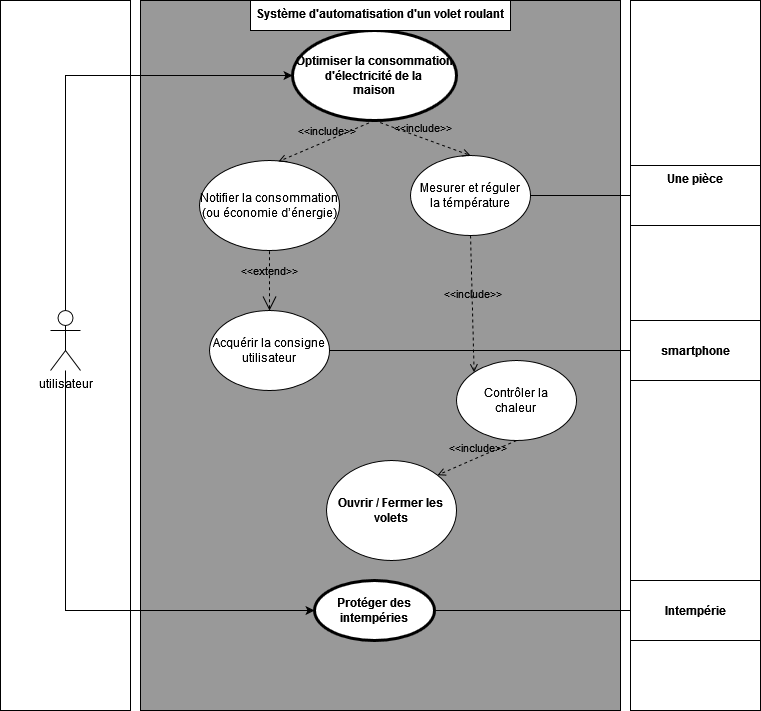 Système d'automatisation d'un volet roulant
Optimiser la consommation
d'électricité de la
maison
<<include>>
<<include>>
Notifier la consommation
(ou économie d'énergie)
Mesurer et réguler
la témpérature
Une pièce
<<extend>>
<<include>>
Acquérir la consigne
utilisateur
smartphone
utilisateur
Contrôler la
chaleur
<<include>>
Ouvrir / Fermer les
volets
Protéger des
intempéries
Intempérie